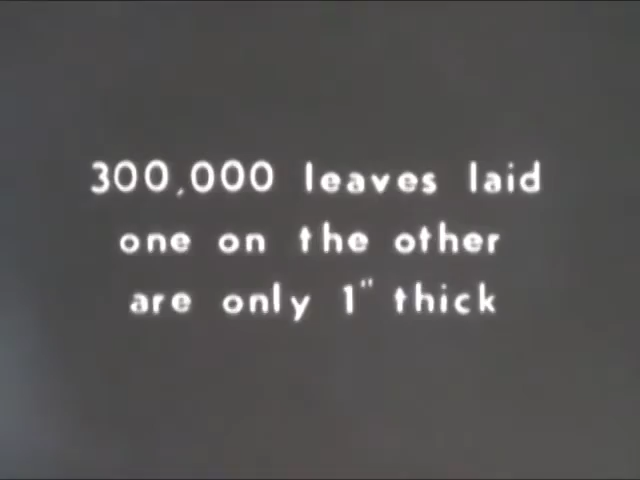 300,000 leaves laid
one on the other
are only 1" thick